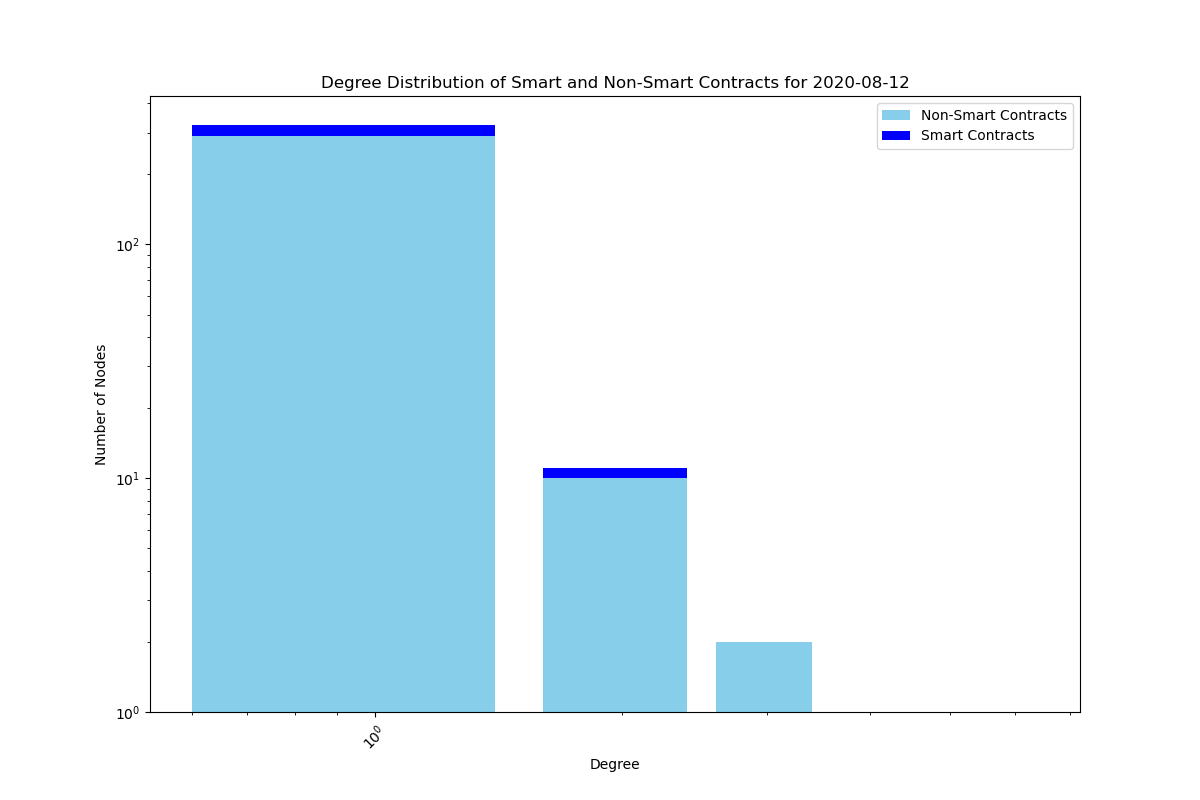 Degree Distribution of Smart and Non-Smart Contracts for 2020-08-12
Non-Smart Contracts
Smart Contracts
10²
10¹
10⁰
Number of Nodes
10⁰
Degree